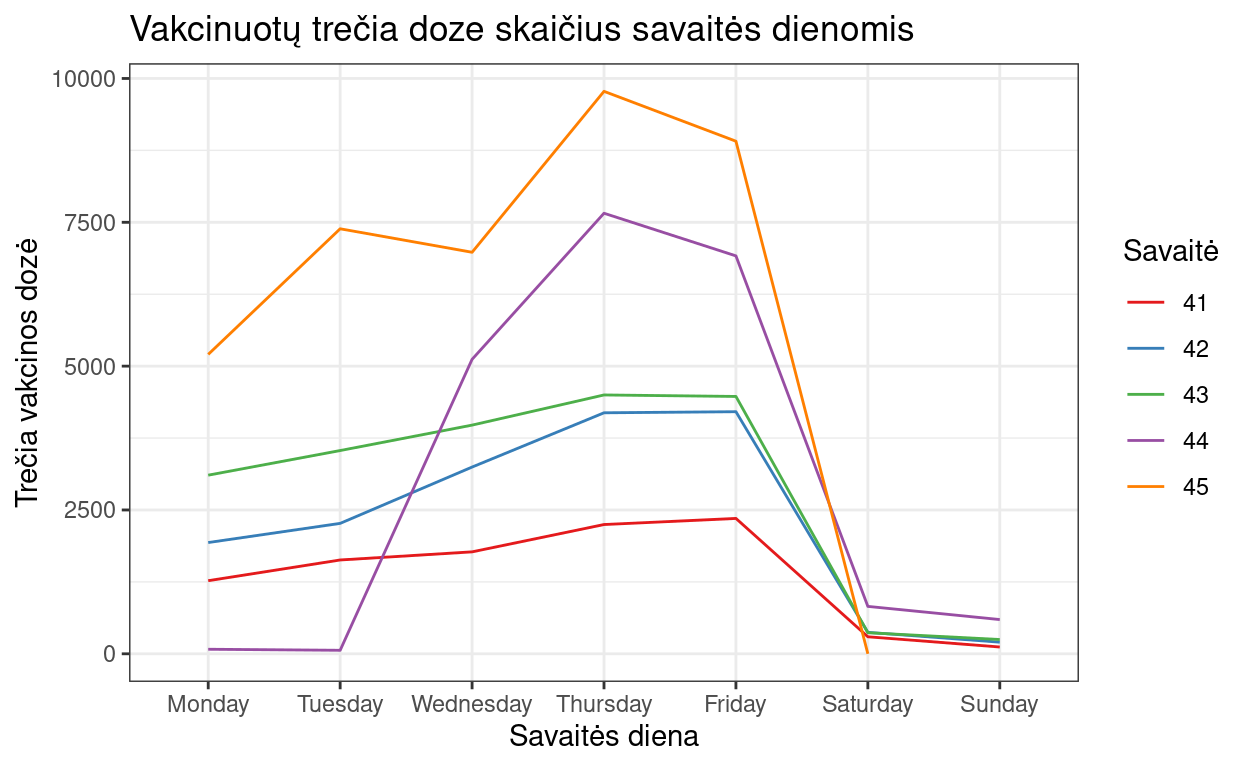 Vakcinuotų trečia doze skaičius savaitės dienomis
Trečia vakcinos dozė
10000
7500
5000
2500
0
Monday Tuesday Wednesday Thursday Friday Saturday Sunday
Savaitės diena
Savaitė
41
42
43
44
45